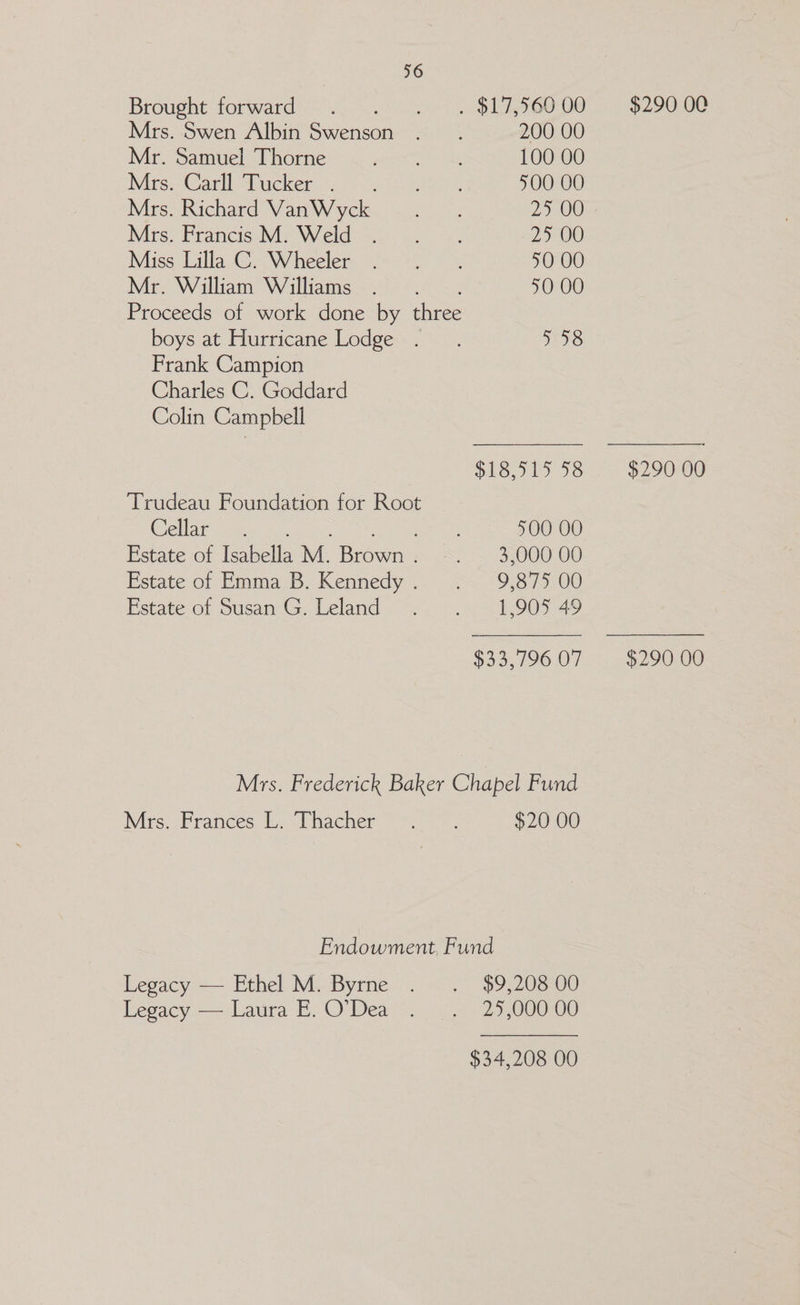 56
Brought forward . . . . $17,560 00 $290 00
Mrs. Swen Albin Swenson . . 200 00
Mr. Samuel Thorne . . . 100 00
Mrs. Carll Tucker . . . . 500 00
Mrs. Richard VanWyck . . 25 00
Mrs. Francis M. Weld . . . 25 00
Miss Lilla C. Wheeler . . . 50 00
Mr. William Williams . . . 50 00
Proceeds of work done by three
boys at Hurricane Lodge . . 5 58
Frank Campion
Charles C. Goddard
Colin Campbell
$18,515 58 $290 00
Trudeau Foundation for Root
Cellar . . . . . . 500 00
Estate of Isabella M. Brown . . 3,000 00
Estate of Emma B. Kennedy . . 9,875 00
Estate of Susan G. Leland . . 1,905 49
$33,796 07 $290 00
Mrs. Frederick Baker Chapel Fund
Mrs. Frances L. Thacher . . $20 00
Endowment Fund
Legacy — Ethel M. Byrne . . $9,208 00
Legacy — Laura E. O'Dea . . 25,000 00
$34,208 00